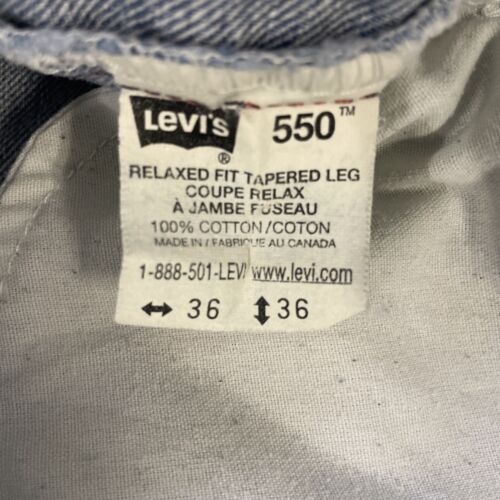 LEVI'S ® 550™
RELAXED FIT TAPERED LEG
COUPE RELAX
À JAMBE FUSEAU
100% COTTON/COTON
MADE IN/FABRIQUE AU CANADA
1-888-501-LEVI www.levi.com
↔ 36 ↕36